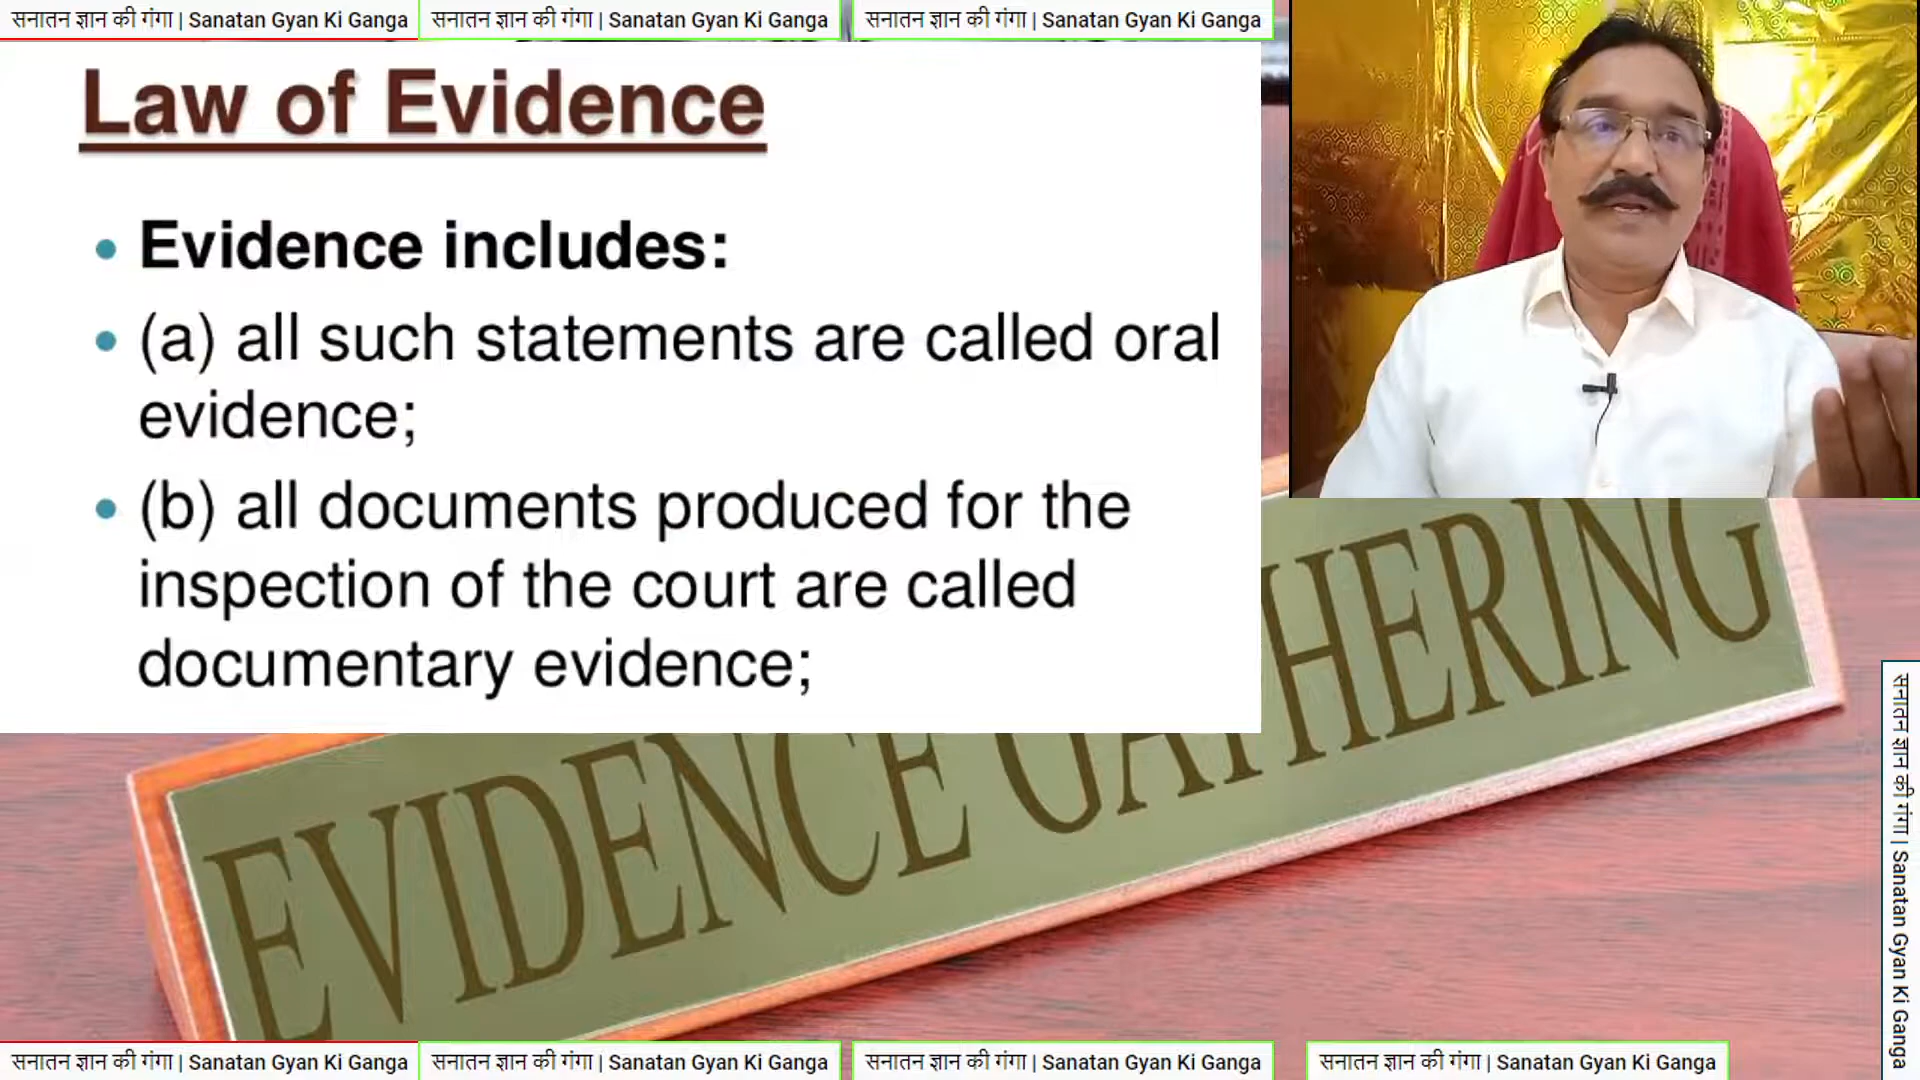 सनातन ज्ञान की गंगा | Sanatan Gyan Ki Ganga
सनातन ज्ञान की गंगा | Sanatan Gyan Ki Ganga
सनातन ज्ञान की गंगा | Sanatan Gyan Ki Ganga
Law of Evidence
Evidence includes:
(a) all such statements are called oral
evidence;
(b) all documents produced for the
inspection of the court are called
documentary evidence;
EVIDENCE GATHERING
सनातन ज्ञान की गंगा | Sanatan Gyan Ki Ganga
सनातन ज्ञान की गंगा | Sanatan Gyan Ki Ganga
सनातन ज्ञान की गंगा | Sanatan Gyan Ki Ganga
सनातन ज्ञान की गंगा | Sanatan Gyan Ki Ganga
सनातन ज्ञान की गंगा | Sanatan Gyan Ki Ganga